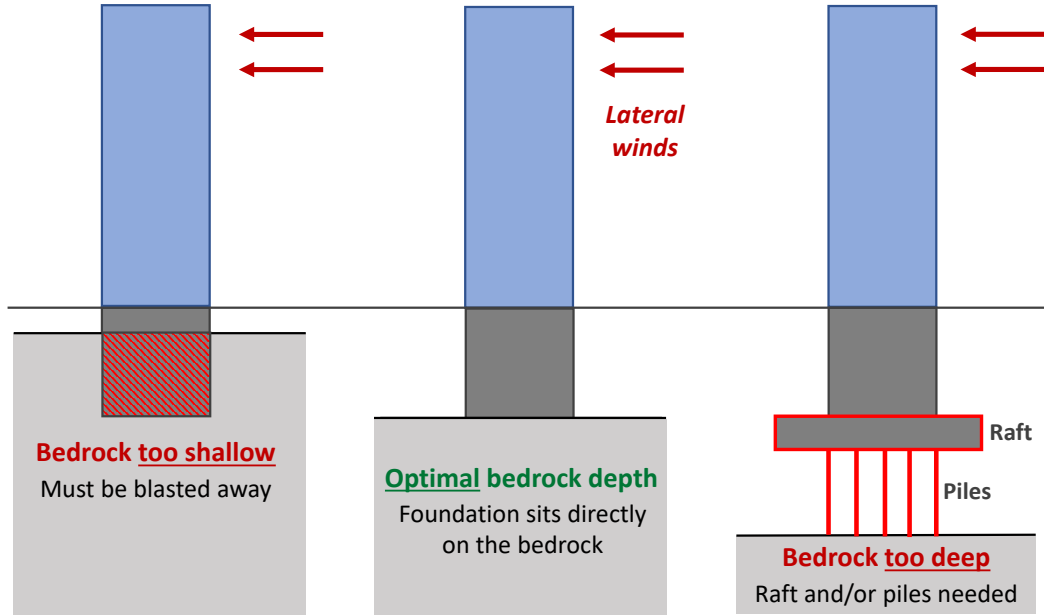 Lateral
winds
Bedrock too shallow
Must be blasted away
Optimal bedrock depth
Foundation sits directly
on the bedrock
Raft
Piles
Bedrock too deep
Raft and/or piles needed